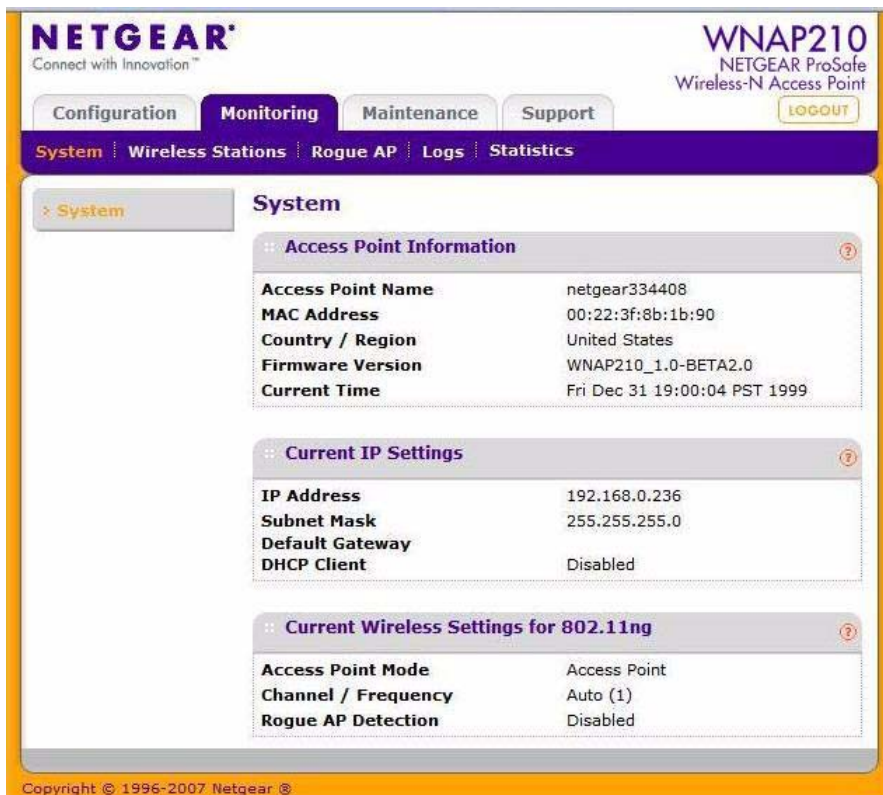 NETGEAR®
Connect with Innovation™
WNAP210
NETGEAR ProSafe
Wireless-N Access Point
LOGOUT
Configuration Monitoring Maintenance Support
System Wireless Stations Rogue AP Logs Statistics
System
System
Access Point Information ?
Access Point Name netgear334408
MAC Address 00:22:3f:8b:1b:90
Country / Region United States
Firmware Version WNAP210_1.0-BETA2.0
Current Time Fri Dec 31 19:00:04 PST 1999
Current IP Settings ?
IP Address 192.168.0.236
Subnet Mask 255.255.255.0
Default Gateway
DHCP Client Disabled
Current Wireless Settings for 802.11ng ?
Access Point Mode Access Point
Channel / Frequency Auto (1)
Rogue AP Detection Disabled
Copyright © 1996-2007 Netgear ®